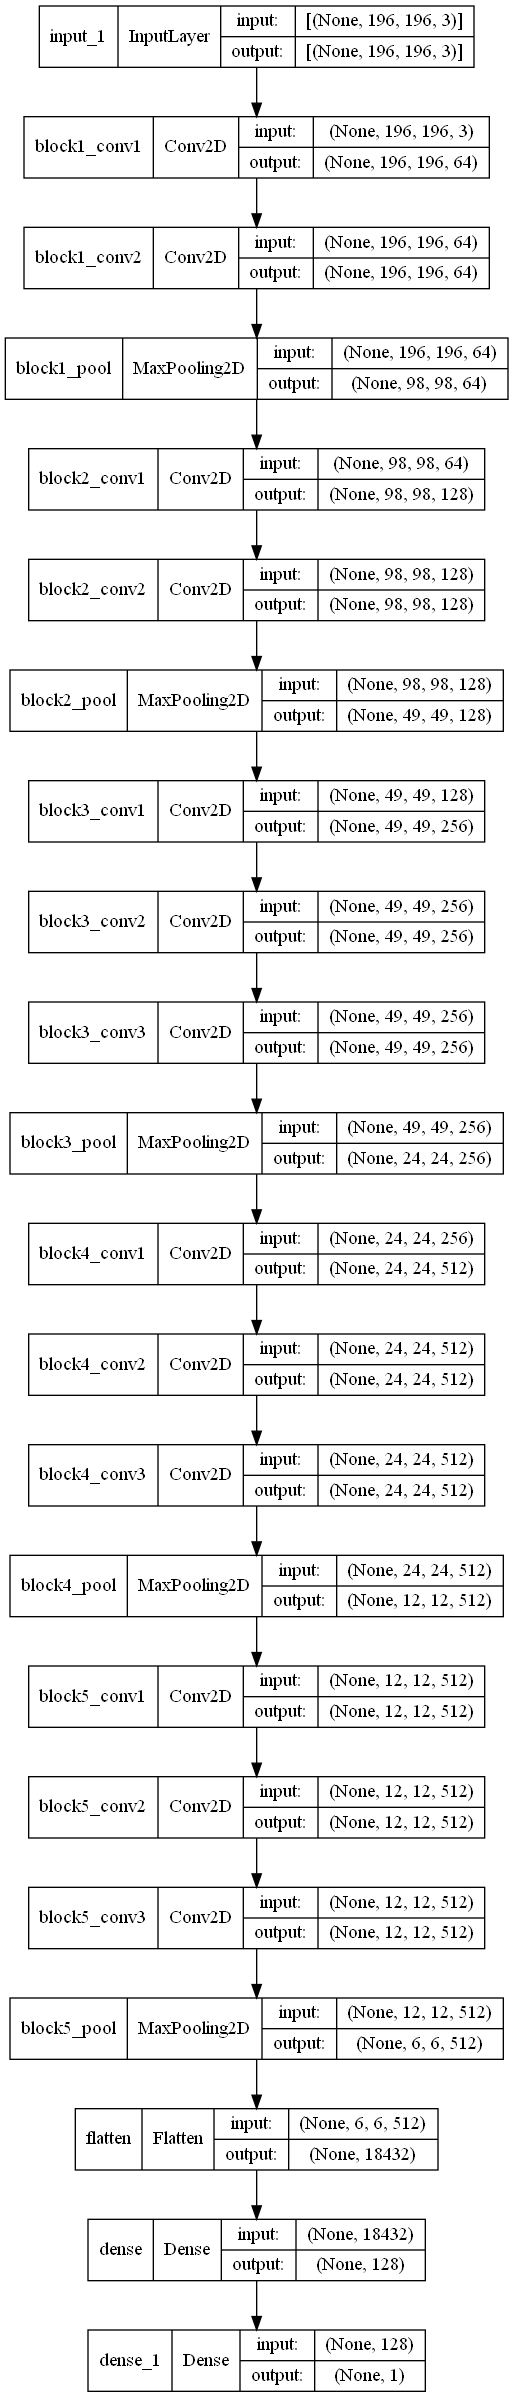 input_1 InputLayer input: [(None, 196, 196, 3)]
output: [(None, 196, 196, 3)]
block1_conv1 Conv2D input: (None, 196, 196, 3)
output: (None, 196, 196, 64)
block1_conv2 Conv2D input: (None, 196, 196, 64)
output: (None, 196, 196, 64)
block1_pool MaxPooling2D input: (None, 196, 196, 64)
output: (None, 98, 98, 64)
block2_conv1 Conv2D input: (None, 98, 98, 64)
output: (None, 98, 98, 128)
block2_conv2 Conv2D input: (None, 98, 98, 128)
output: (None, 98, 98, 128)
block2_pool MaxPooling2D input: (None, 98, 98, 128)
output: (None, 49, 49, 128)
block3_conv1 Conv2D input: (None, 49, 49, 128)
output: (None, 49, 49, 256)
block3_conv2 Conv2D input: (None, 49, 49, 256)
output: (None, 49, 49, 256)
block3_conv3 Conv2D input: (None, 49, 49, 256)
output: (None, 49, 49, 256)
block3_pool MaxPooling2D input: (None, 49, 49, 256)
output: (None, 24, 24, 256)
block4_conv1 Conv2D input: (None, 24, 24, 256)
output: (None, 24, 24, 512)
block4_conv2 Conv2D input: (None, 24, 24, 512)
output: (None, 24, 24, 512)
block4_conv3 Conv2D input: (None, 24, 24, 512)
output: (None, 24, 24, 512)
block4_pool MaxPooling2D input: (None, 24, 24, 512)
output: (None, 12, 12, 512)
block5_conv1 Conv2D input: (None, 12, 12, 512)
output: (None, 12, 12, 512)
block5_conv2 Conv2D input: (None, 12, 12, 512)
output: (None, 12, 12, 512)
block5_conv3 Conv2D input: (None, 12, 12, 512)
output: (None, 12, 12, 512)
block5_pool MaxPooling2D input: (None, 12, 12, 512)
output: (None, 6, 6, 512)
flatten Flatten input: (None, 6, 6, 512)
output: (None, 18432)
dense Dense input: (None, 18432)
output: (None, 128)
dense_1 Dense input: (None, 128)
output: (None, 1)